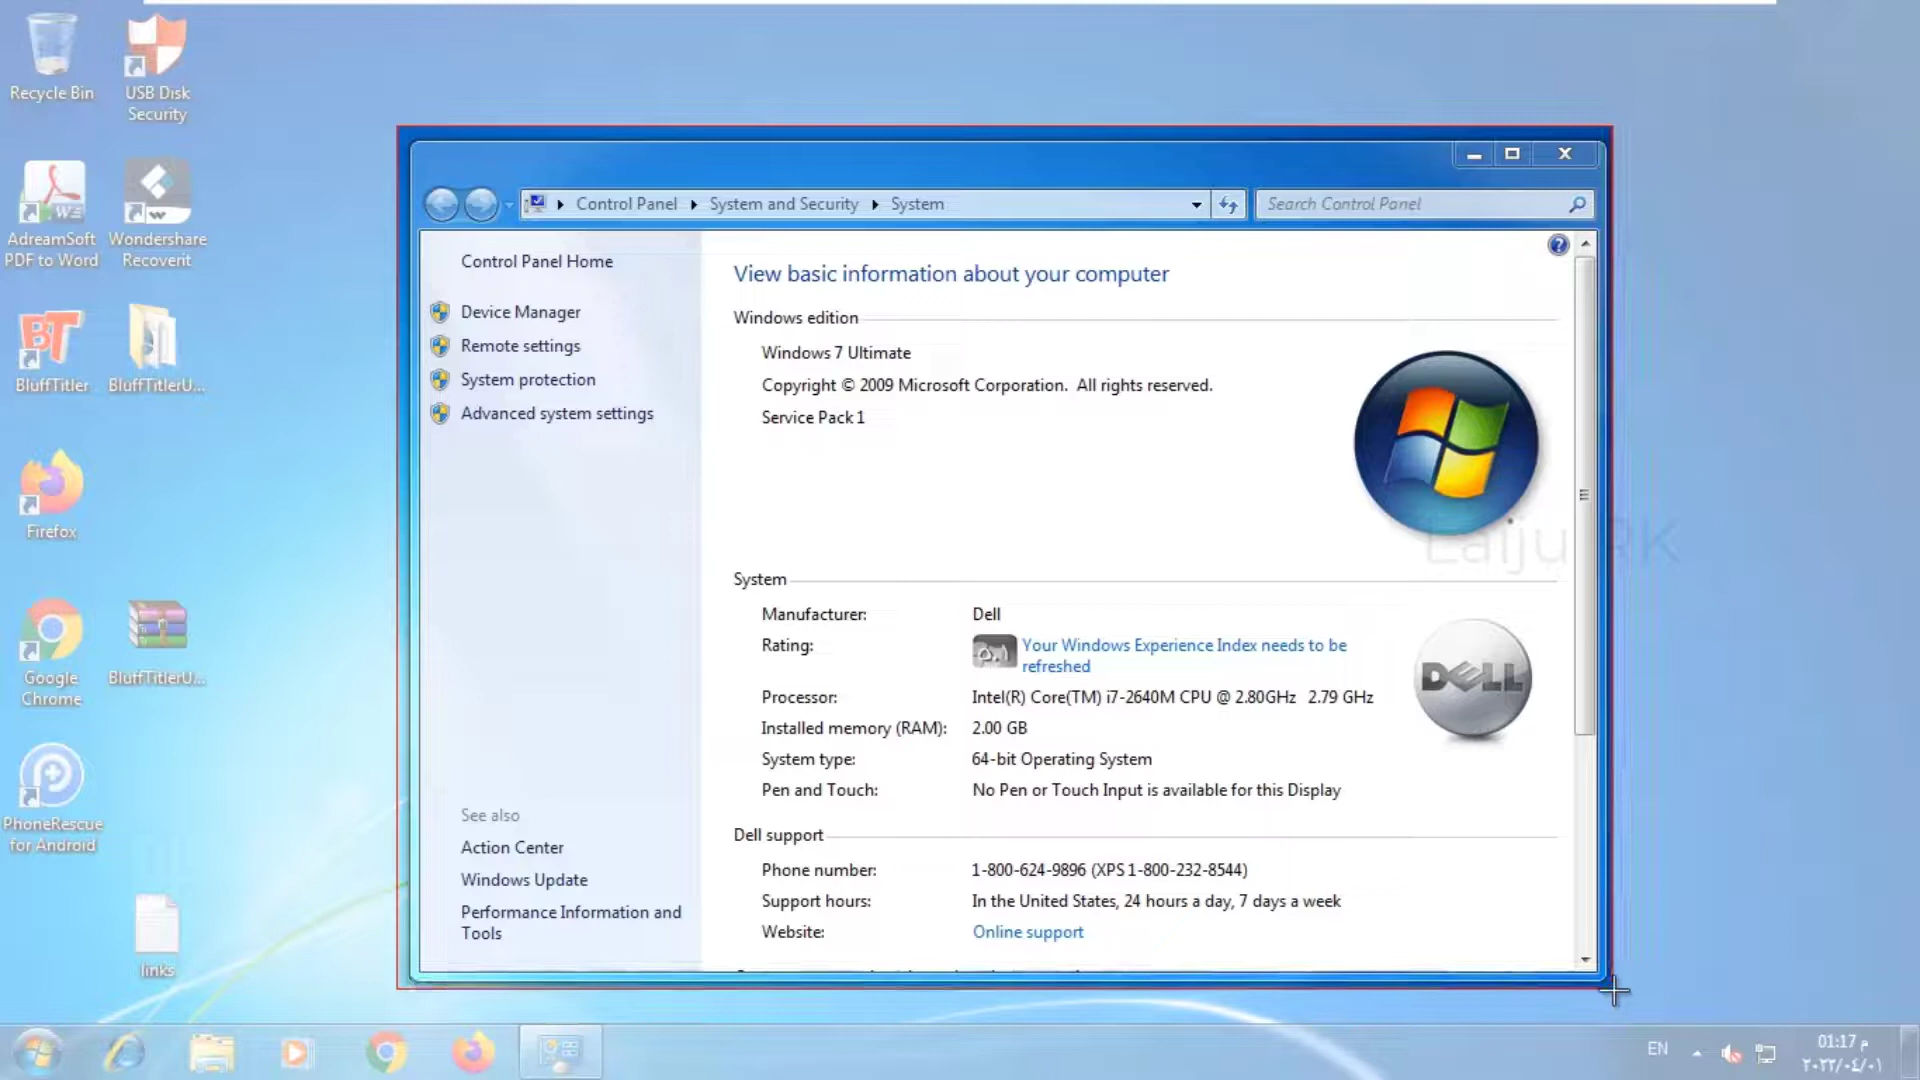 Recycle Bin
USB Disk
Security
AdreamSoft
PDF to Word
Wondershare
Recoverit
BluffTitler
BluffTitlerU...
Firefox
Google
Chrome
BluffTitlerU...
PhoneRescue
for Android
links
Control Panel ▸ System and Security ▸ System
Search Control Panel
Control Panel Home
Device Manager
Remote settings
System protection
Advanced system settings
See also
Action Center
Windows Update
Performance Information and
Tools
View basic information about your computer
Windows edition
Windows 7 Ultimate
Copyright © 2009 Microsoft Corporation. All rights reserved.
Service Pack 1
System
Manufacturer: Dell
Rating: Your Windows Experience Index needs to be
refreshed
Processor: Intel(R) Core(TM) i7-2640M CPU @ 2.80GHz 2.79 GHz
Installed memory (RAM): 2.00 GB
System type: 64-bit Operating System
Pen and Touch: No Pen or Touch Input is available for this Display
DELL
Dell support
Phone number: 1-800-624-9896 (XPS 1-800-232-8544)
Support hours: In the United States, 24 hours a day, 7 days a week
Website: Online support
Laiju RK
EN
01:17 م
٢٠٢٢/٠٤/٠١